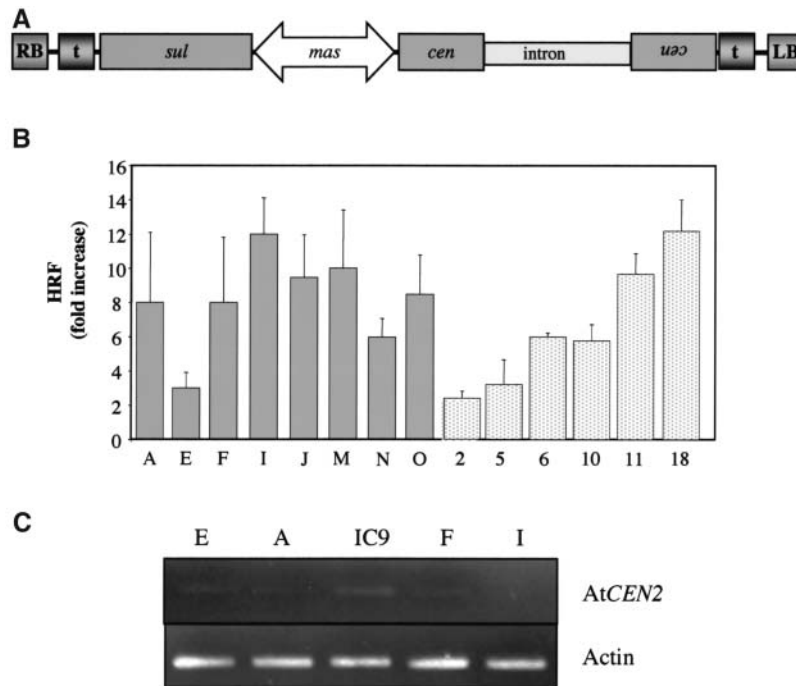 A
RB t sul mas cen intron cen t LB
B
HRF
(fold increase)
16
14
12
10
8
6
4
2
0
A E F I J M N O 2 5 6 10 11 18
C
E A IC9 F I
AtCEN2
Actin